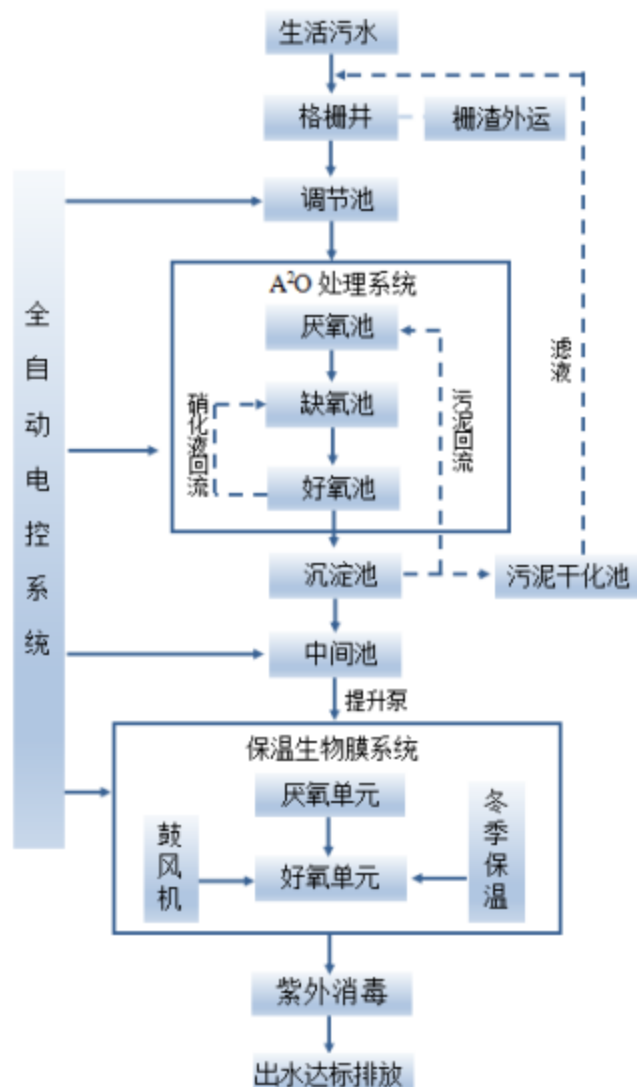 生活污水
格栅井
栅渣外运
调节池
全自动电控系统
A²O 处理系统
厌氧池
缺氧池
好氧池
硝化液回流
污泥回流
滤液
沉淀池
污泥干化池
中间池
提升泵
保温生物膜系统
厌氧单元
鼓风机
好氧单元
冬季保温
紫外消毒
出水达标排放